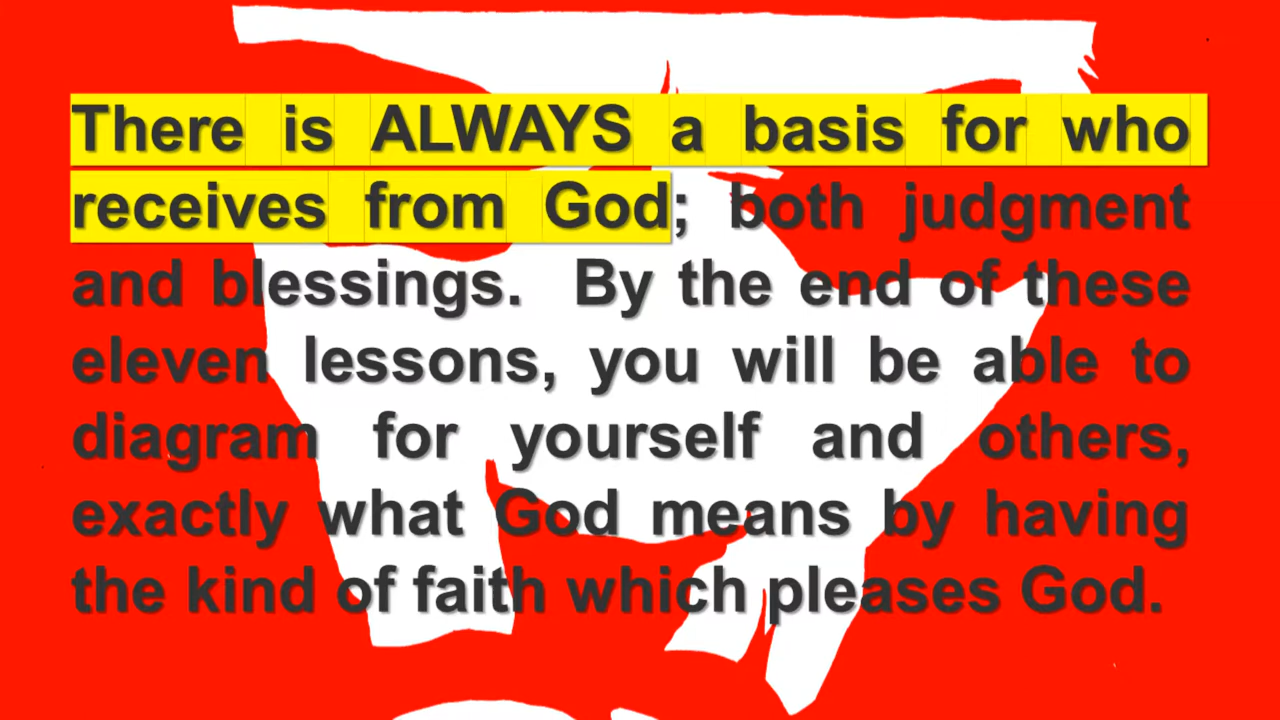 There is ALWAYS a basis for who
receives from God; both judgment
and blessings. By the end of these
eleven lessons, you will be able to
diagram for yourself and others,
exactly what God means by having
the kind of faith which pleases God.